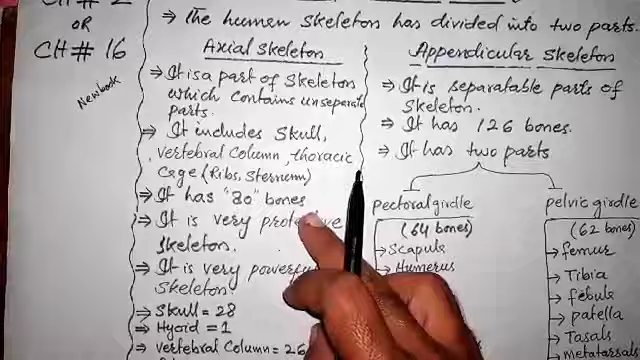 CH# 2
OR
CH# 16
Newbook
⇒ The human skeleton has divided into two parts.
Axial skeleton
⇒ It is a part of skeleton
which contains unseparate
parts.
⇒ It includes Skull,
vertebral column, thoracic
cage (Ribs, Sternum)
⇒ It has "80" bones
⇒ It is very
skeleton.
⇒ It is very
skeleton.
→ Skull = 28
→ Hyoid = 1
→ vertebral Column = 26
Appendicular Skeleton
⇒ It is separatable parts of
skeleton.
⇒ It has 126 bones.
⇒ It has two parts
pectoral girdle
(64 bones)
→ Scapula
→ Humerus
pelvic girdle
(62 bones)
→ femur
→ Tibia
→ febula
→ patella
→ Tasals
→ metatarsals